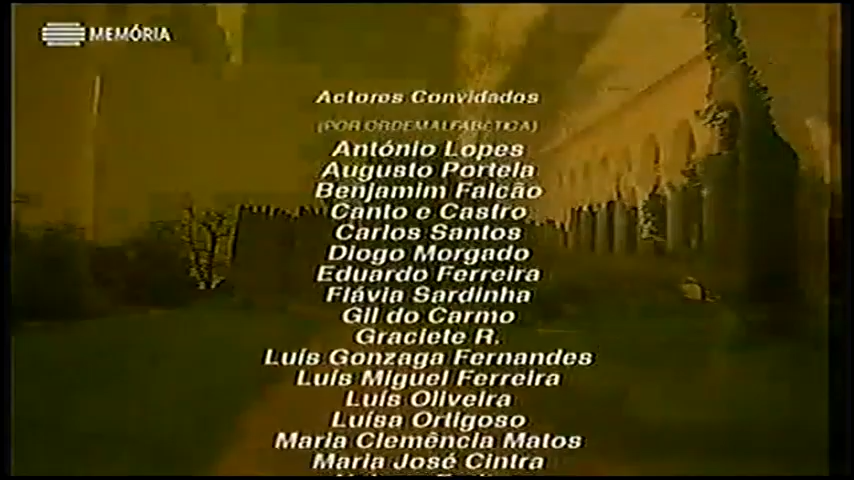 MEMÓRIA
Actores Convidados
(POR ORDEM ALFABÉTICA)
António Lopes
Augusto Portela
Benjamim Falcão
Canto e Castro
Carlos Santos
Diogo Morgado
Eduardo Ferreira
Flávia Sardinha
Gil do Carmo
Graciete R.
Luís Gonzaga Fernandes
Luís Miguel Ferreira
Luís Oliveira
Luísa Ortigoso
Maria Clemência Matos
Maria José Cintra